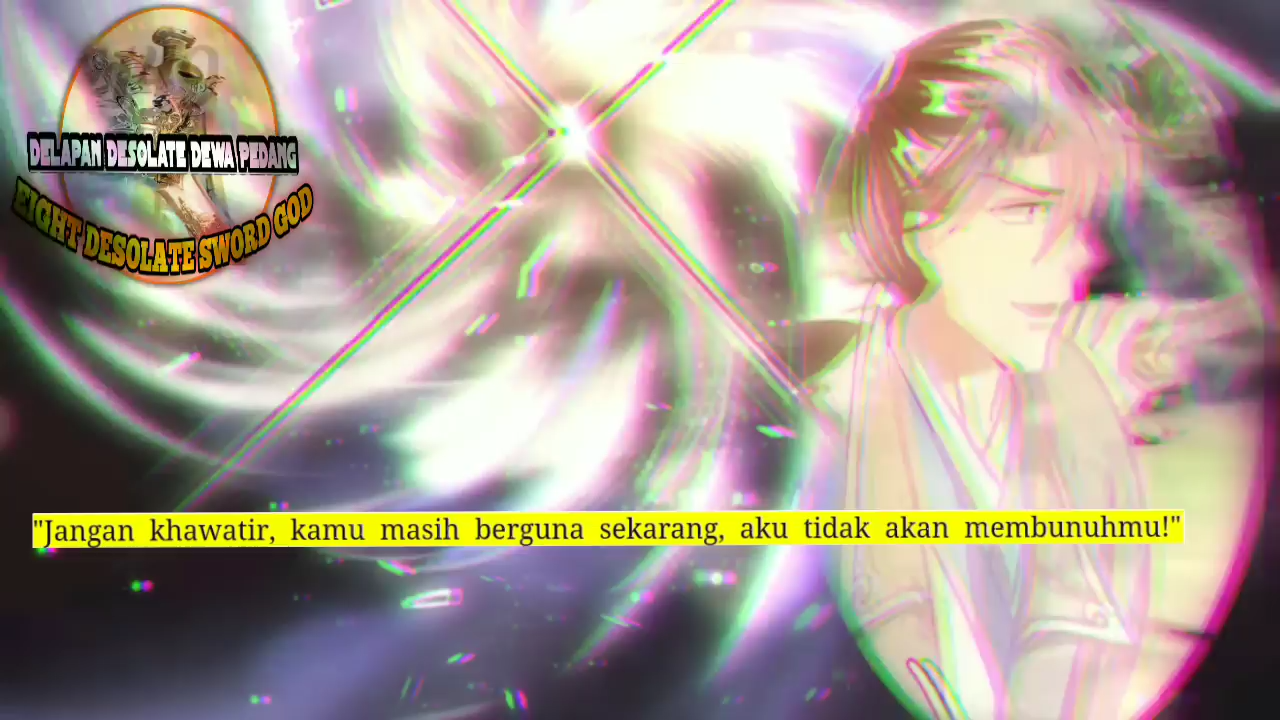 DELAPAN DESOLATE DEWA PEDANG
EIGHT DESOLATE SWORD GOD
"Jangan khawatir, kamu masih berguna sekarang, aku tidak akan membunuhmu!"